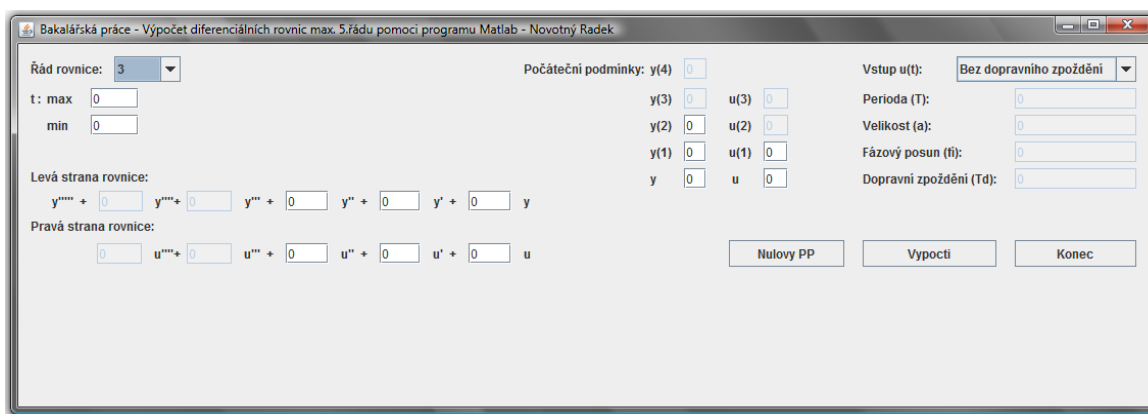 Bakalářská práce - Výpočet diferenciálních rovnic max. 5.řádu pomoci programu Matlab - Novotný Radek
Řád rovnice: 3 Počáteční podmínky: y(4) 0 Vstup u(t): Bez dopravního zpoždění
t: max 0 y(3) 0 u(3) 0 Perioda (T): 0
min 0 y(2) 0 u(2) 0 Velikost (a): 0
y(1) 0 u(1) 0 Fázový posun (fi): 0
Levá strana rovnice: y 0 u 0 Dopravní zpoždění (Td): 0
y''''' + 0 y''''+ 0 y''' + 0 y'' + 0 y' + 0 y
Pravá strana rovnice:
0 u''''+ 0 u''' + 0 u'' + 0 u' + 0 u Nulovy PP Vypocti Konec